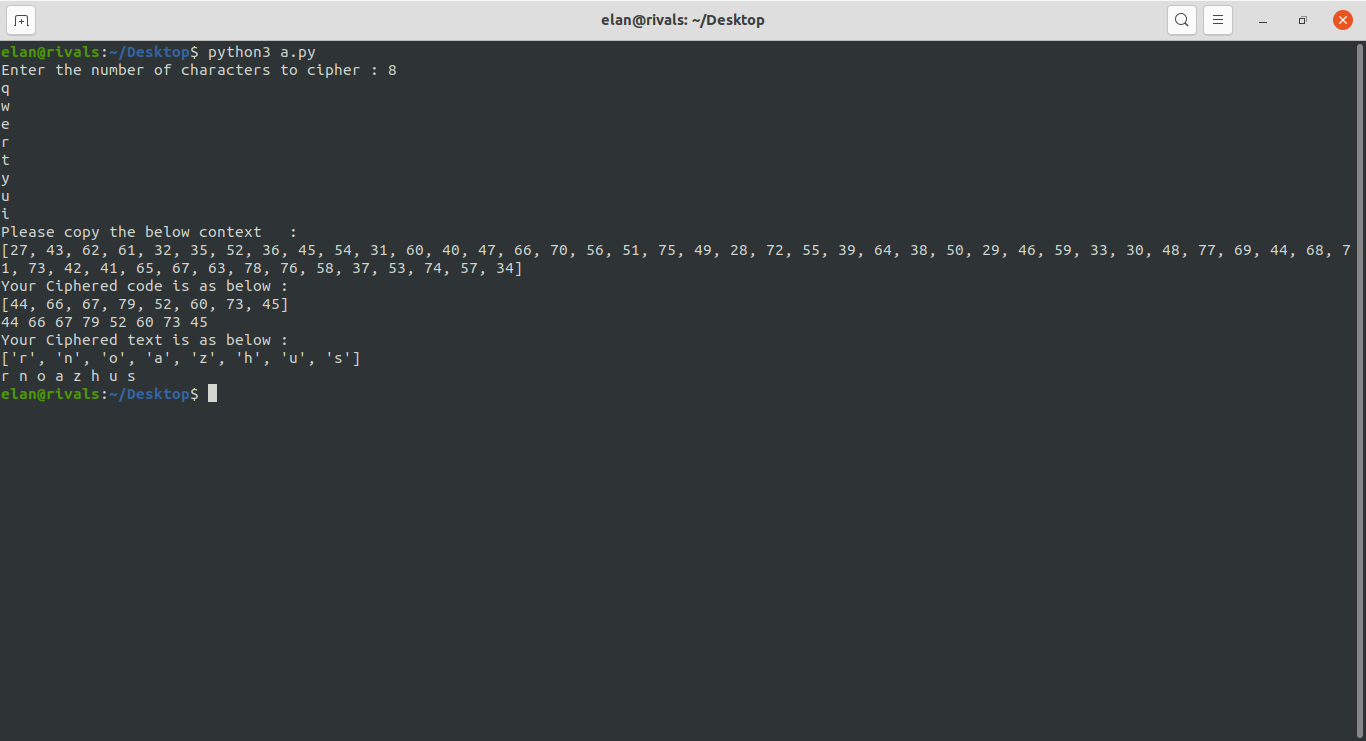 elan@rivals: ~/Desktop
elan@rivals:~/Desktop$ python3 a.py
Enter the number of characters to cipher : 8
q
w
e
r
t
y
u
i
Please copy the below context   :
[27, 43, 62, 61, 32, 35, 52, 36, 45, 54, 31, 60, 40, 47, 66, 70, 56, 51, 75, 49, 28, 72, 55, 39, 64, 38, 50, 29, 46, 59, 33, 30, 48, 77, 69, 44, 68, 7
1, 73, 42, 41, 65, 67, 63, 78, 76, 58, 37, 53, 74, 57, 34]
Your Ciphered code is as below :
[44, 66, 67, 79, 52, 60, 73, 45]
44 66 67 79 52 60 73 45
Your Ciphered text is as below :
['r', 'n', 'o', 'a', 'z', 'h', 'u', 's']
r n o a z h u s
elan@rivals:~/Desktop$